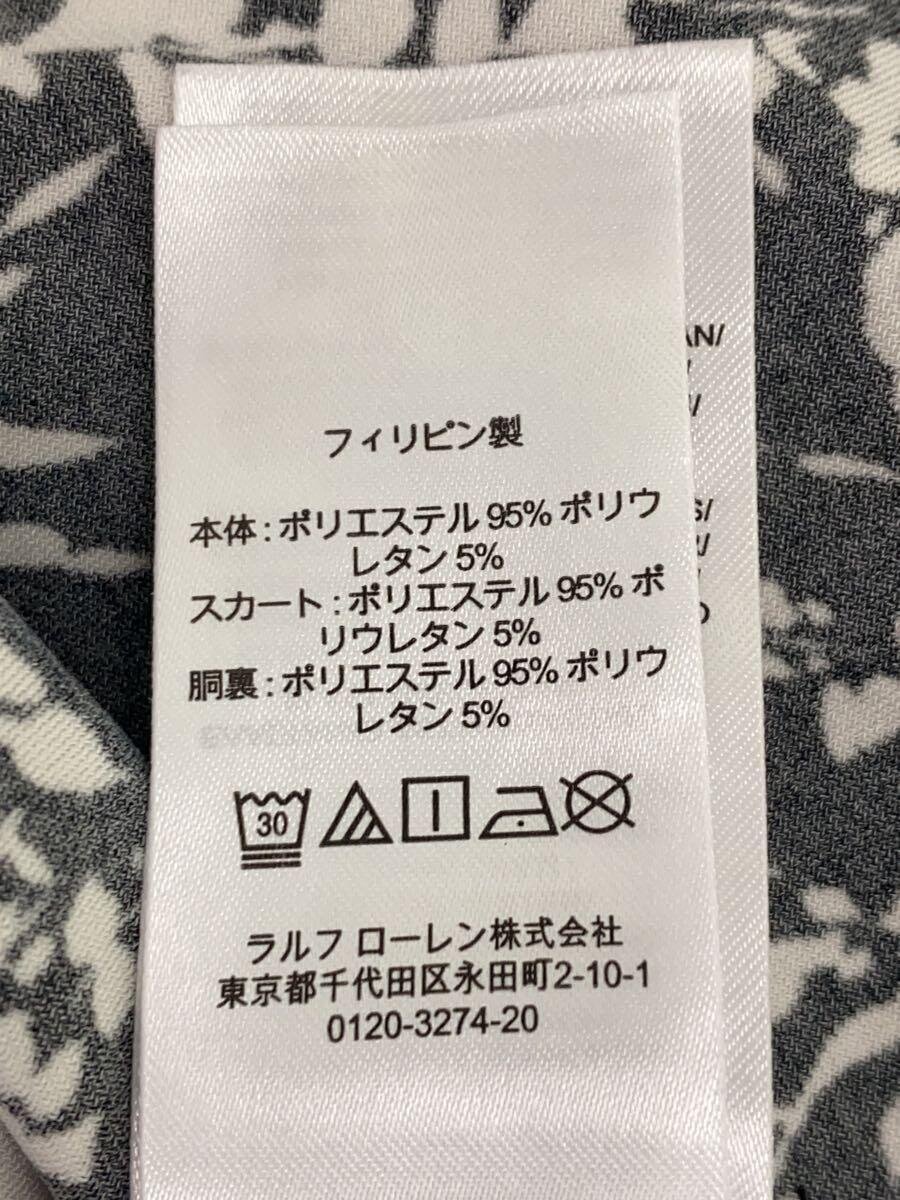 フィリピン製
本体 : ポリエステル 95% ポリウ
レタン 5%
スカート : ポリエステル 95% ポ
リウレタン 5%
胴裏 : ポリエステル 95% ポリウ
レタン 5%
30
ラルフ ローレン株式会社
東京都千代田区永田町2-10-1
0120-3274-20
AN/
S/